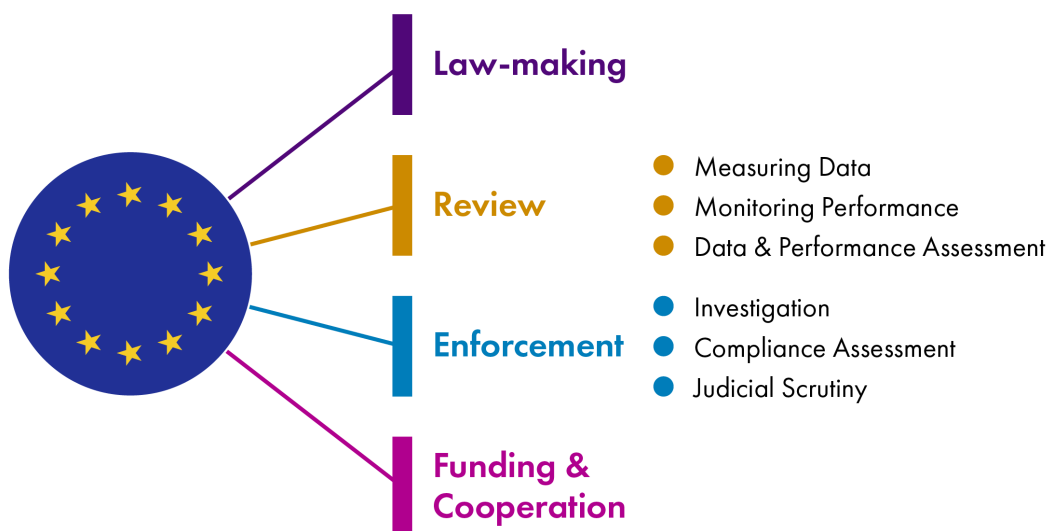 Law-making
Review
Measuring Data
Monitoring Performance
Data & Performance Assessment
Enforcement
Investigation
Compliance Assessment
Judicial Scrutiny
Funding &
Cooperation